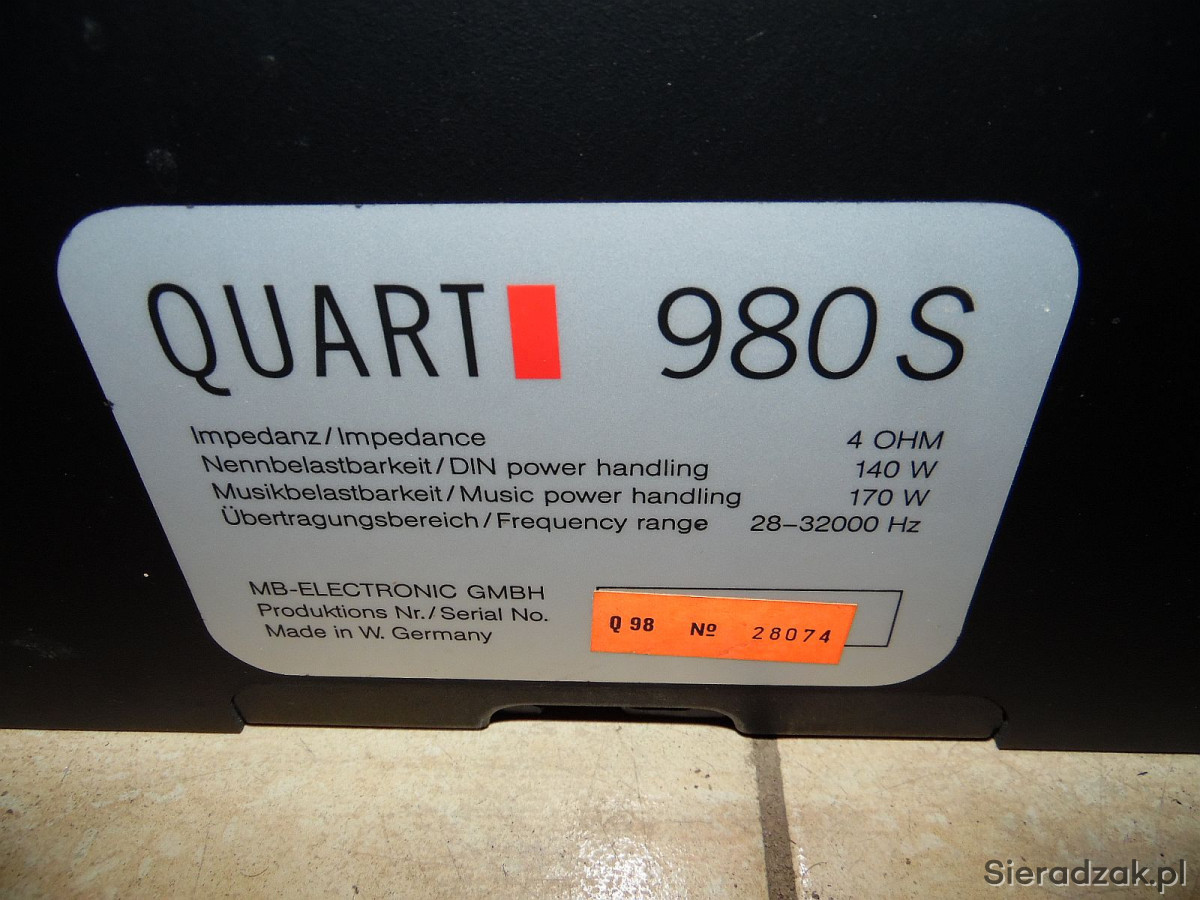 QUART 980 S
Impedanz/Impedance 4 OHM
Nennbelastbarkeit/DIN power handling 140 W
Musikbelastbarkeit/Music power handling 170 W
Übertragungsbereich/Frequency range 28–32000 Hz
MB-ELECTRONIC GMBH
Produktions Nr./Serial No.
Made in W. Germany
Q 98 Nº 28074
Sieradzak.pl